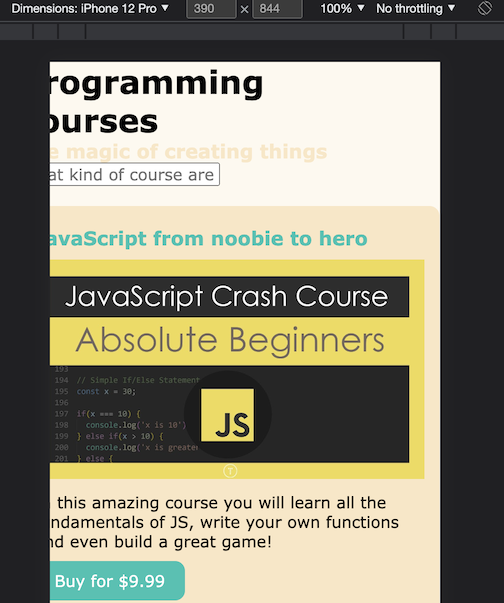 Dimensions: iPhone 12 Pro ▼ 390 x 844 100% ▼ No throttling ▼
rogramming
ourses
e magic of creating things
at kind of course are
avaScript from noobie to hero
JavaScript Crash Course
Absolute Beginners
193
194 // Simple If/Else Statement
195 const x = 30;
196
197 if(x === 10) {
198 console.log('x is 10')
199 } else if(x > 10) {
200 console.log('x is greate
201 } else {
JS
this amazing course you will learn all the
ndamentals of JS, write your own functions
nd even build a great game!
Buy for $9.99